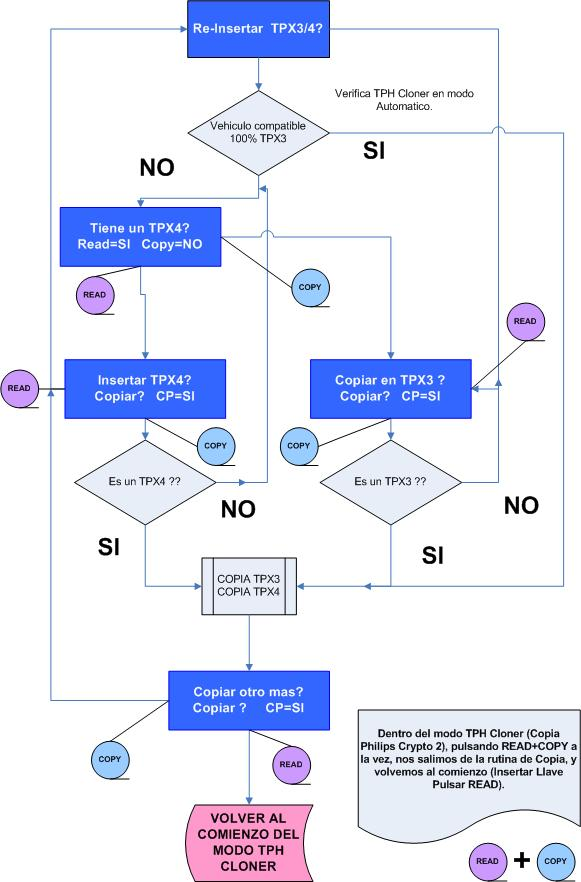 Re-Insertar TPX3/4?
Verifica TPH Cloner en modo
Automatico.
Vehiculo compatible
100% TPX3
SI
NO
Tiene un TPX4?
Read=SI Copy=NO
READ
COPY
READ
READ
Insertar TPX4?
Copiar? CP=SI
Copiar en TPX3 ?
Copiar? CP=SI
COPY
COPY
Es un TPX4 ??
Es un TPX3 ??
NO
NO
SI
SI
COPIA TPX3
COPIA TPX4
Copiar otro mas?
Copiar ? CP=SI
COPY
READ
Dentro del modo TPH Cloner (Copia
Philips Crypto 2), pulsando READ+COPY a
la vez, nos salimos de la rutina de Copia, y
volvemos al comienzo (Insertar Llave
Pulsar READ).
VOLVER AL
COMIENZO DEL
MODO TPH
CLONER
READ + COPY